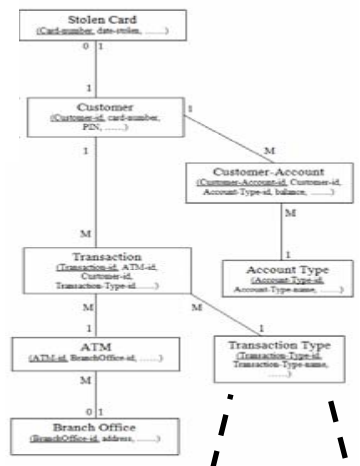 Stolen Card
(Card-number, date-stolen, ……..)
0 1
1
Customer
(Customer-id, card-number,
PIN, …….)
1
1
M
Customer-Account
(Customer-Account-id, Customer-id,
Account-Type-id, balance, …….)
M
M
1
Transaction
(Transaction-id, ATM-id,
Customer-id,
Transaction-Type-id……..)
Account Type
(Account-Type-id,
Account-Type-name, …….)
M
M
1
1
ATM
(ATM-id, BranchOffice-id, …….)
Transaction Type
(Transaction-Type-id,
Transaction-Type-name,
…….)
M
0 1
Branch Office
(BranchOffice-id, address, …….)